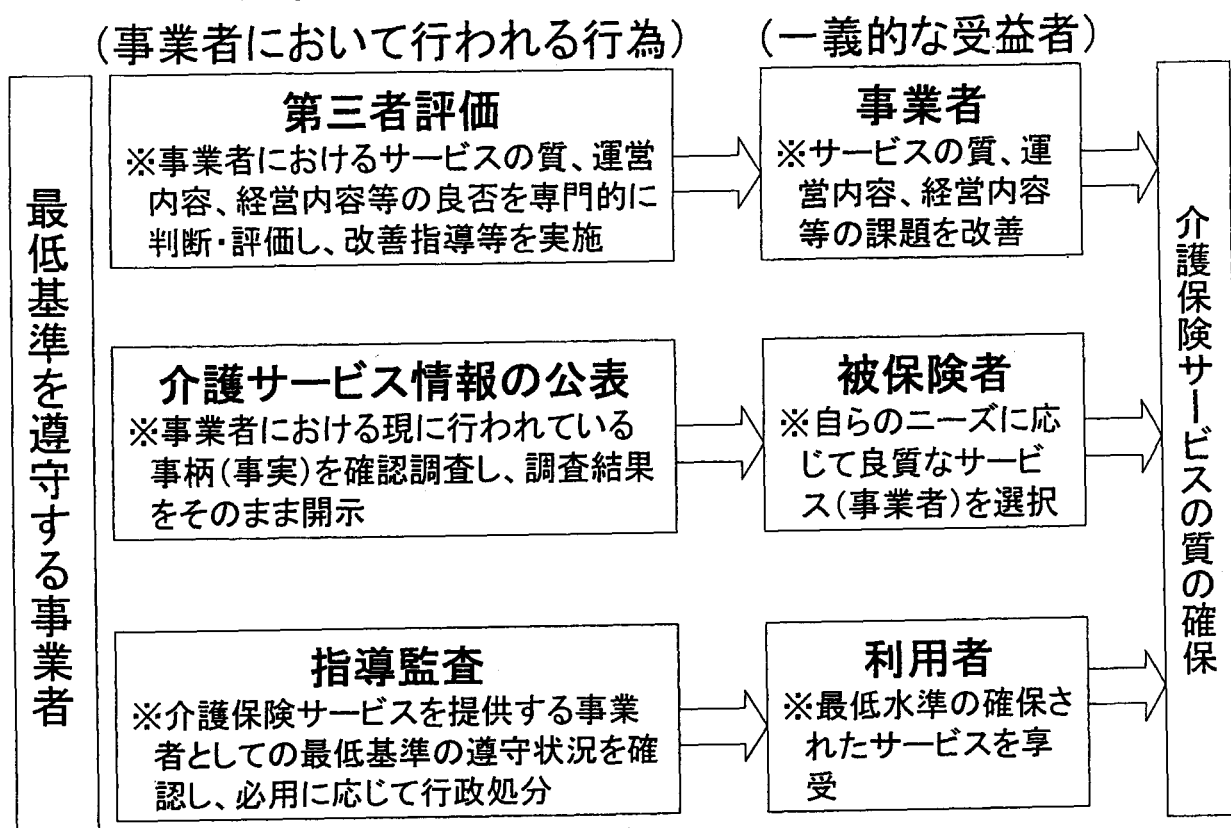 (事業者において行われる行為)
(一義的な受益者)
最低基準を遵守する事業者
第三者評価
※事業者におけるサービスの質、運営
内容、経営内容等の良否を専門的に
判断・評価し、改善指導等を実施
事業者
※サービスの質、運
営内容、経営内容
等の課題を改善
介護サービス情報の公表
※事業者における現に行われている
事柄(事実)を確認調査し、調査結果
をそのまま開示
被保険者
※自らのニーズに応
じて良質なサービ
ス(事業者)を選択
指導監査
※介護保険サービスを提供する事業
者としての最低基準の遵守状況を確
認し、必用に応じて行政処分
利用者
※最低水準の確保さ
れたサービスを享
受
介護保険サービスの質の確保